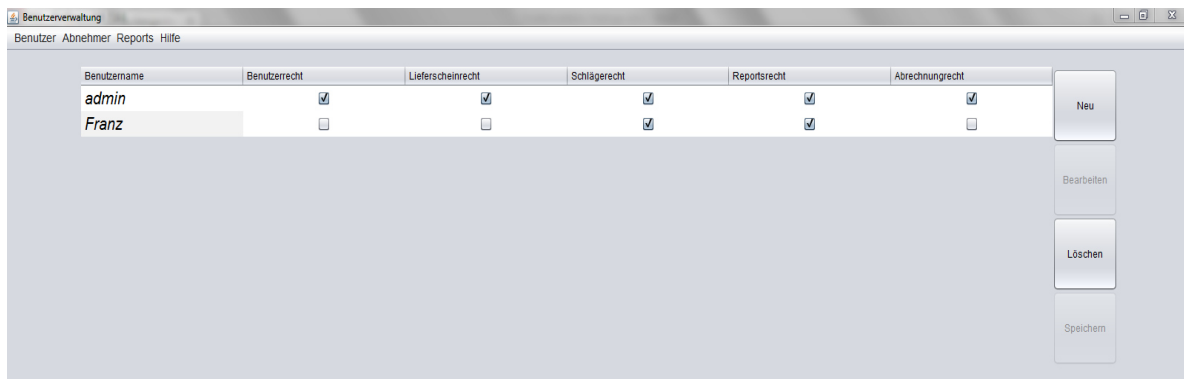 Benutzerverwaltung
Benutzer Abnehmer Reports Hilfe
Benutzername Benutzerrecht Lieferscheinrecht Schlägerecht Reportsrecht Abrechnungrecht
admin
Franz
Neu
Bearbeiten
Löschen
Speichern